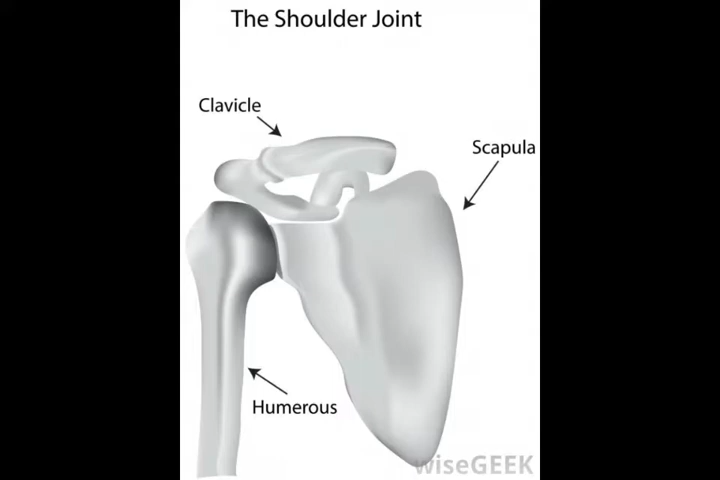 The Shoulder Joint
Clavicle
Scapula
Humerous
wiseGEEK